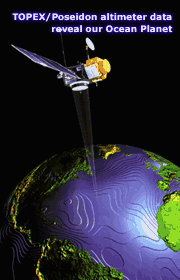 TOPEX/Poseidon altimeter data
reveal our Ocean Planet